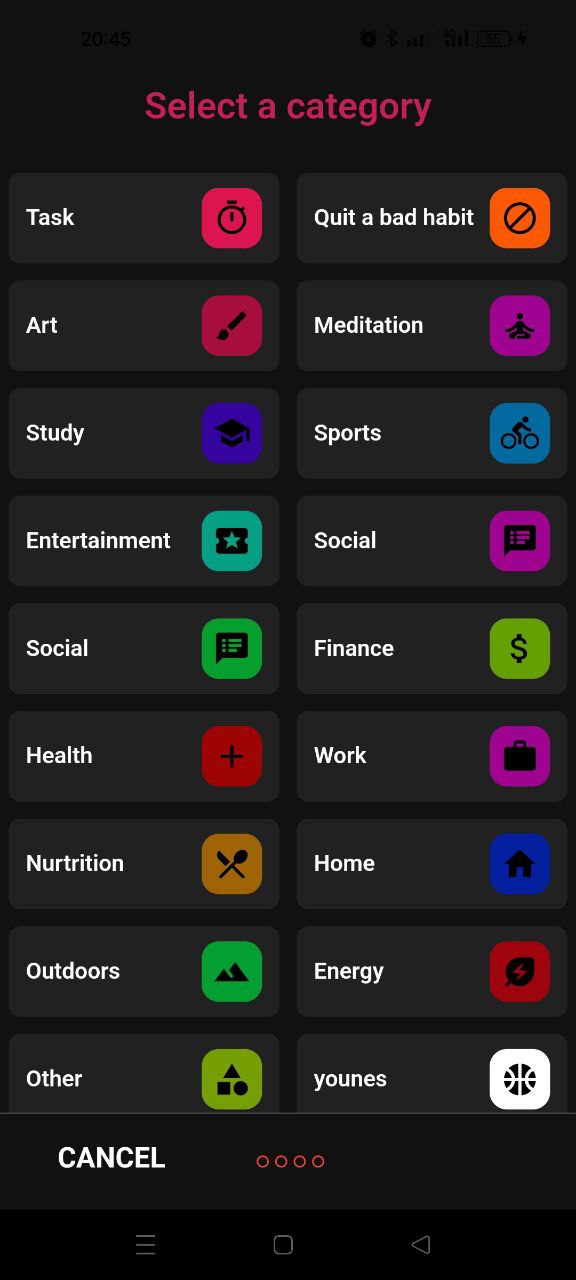 20:45
4G
55
Select a category
Task
Quit a bad habit
Art
Meditation
Study
Sports
Entertainment
Social
Social
Finance
Health
Work
Nurtrition
Home
Outdoors
Energy
Other
younes
CANCEL